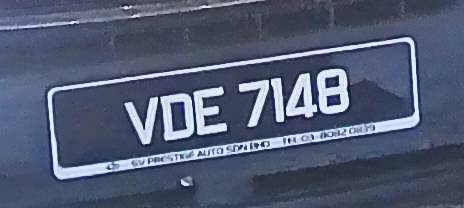 VDE 7148
SV PRESTIGE AUTO SDN BHD TEL 03-8082 0839